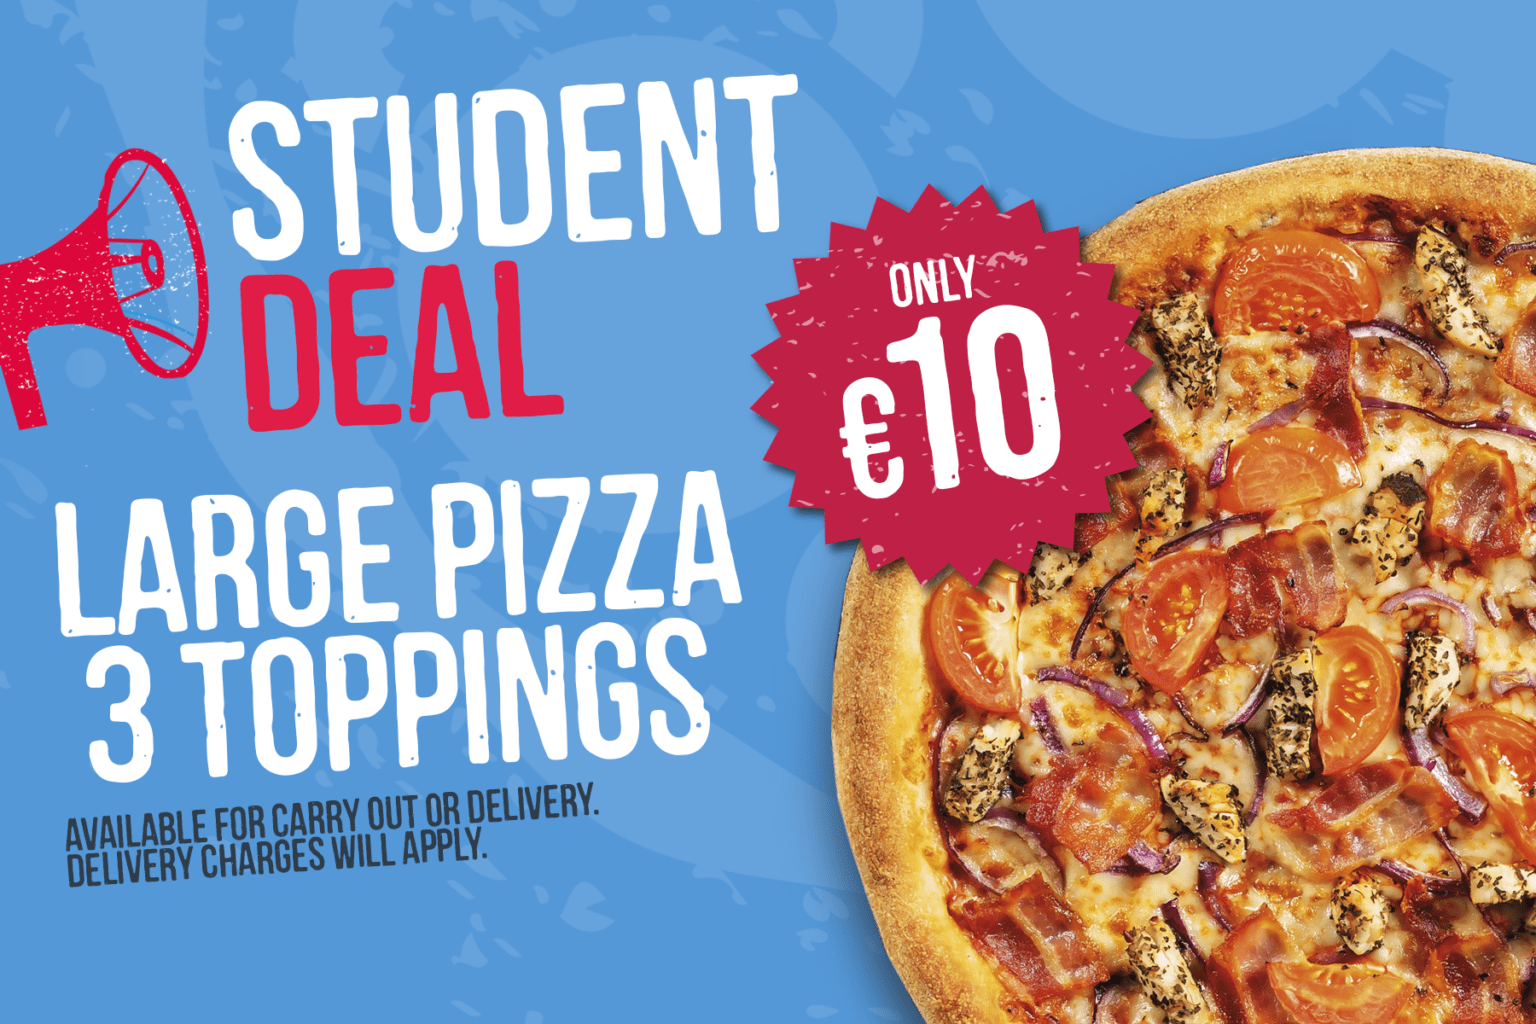 STUDENT
DEAL
ONLY
€10
LARGE PIZZA
3 TOPPINGS
AVAILABLE FOR CARRY OUT OR DELIVERY.
DELIVERY CHARGES WILL APPLY.